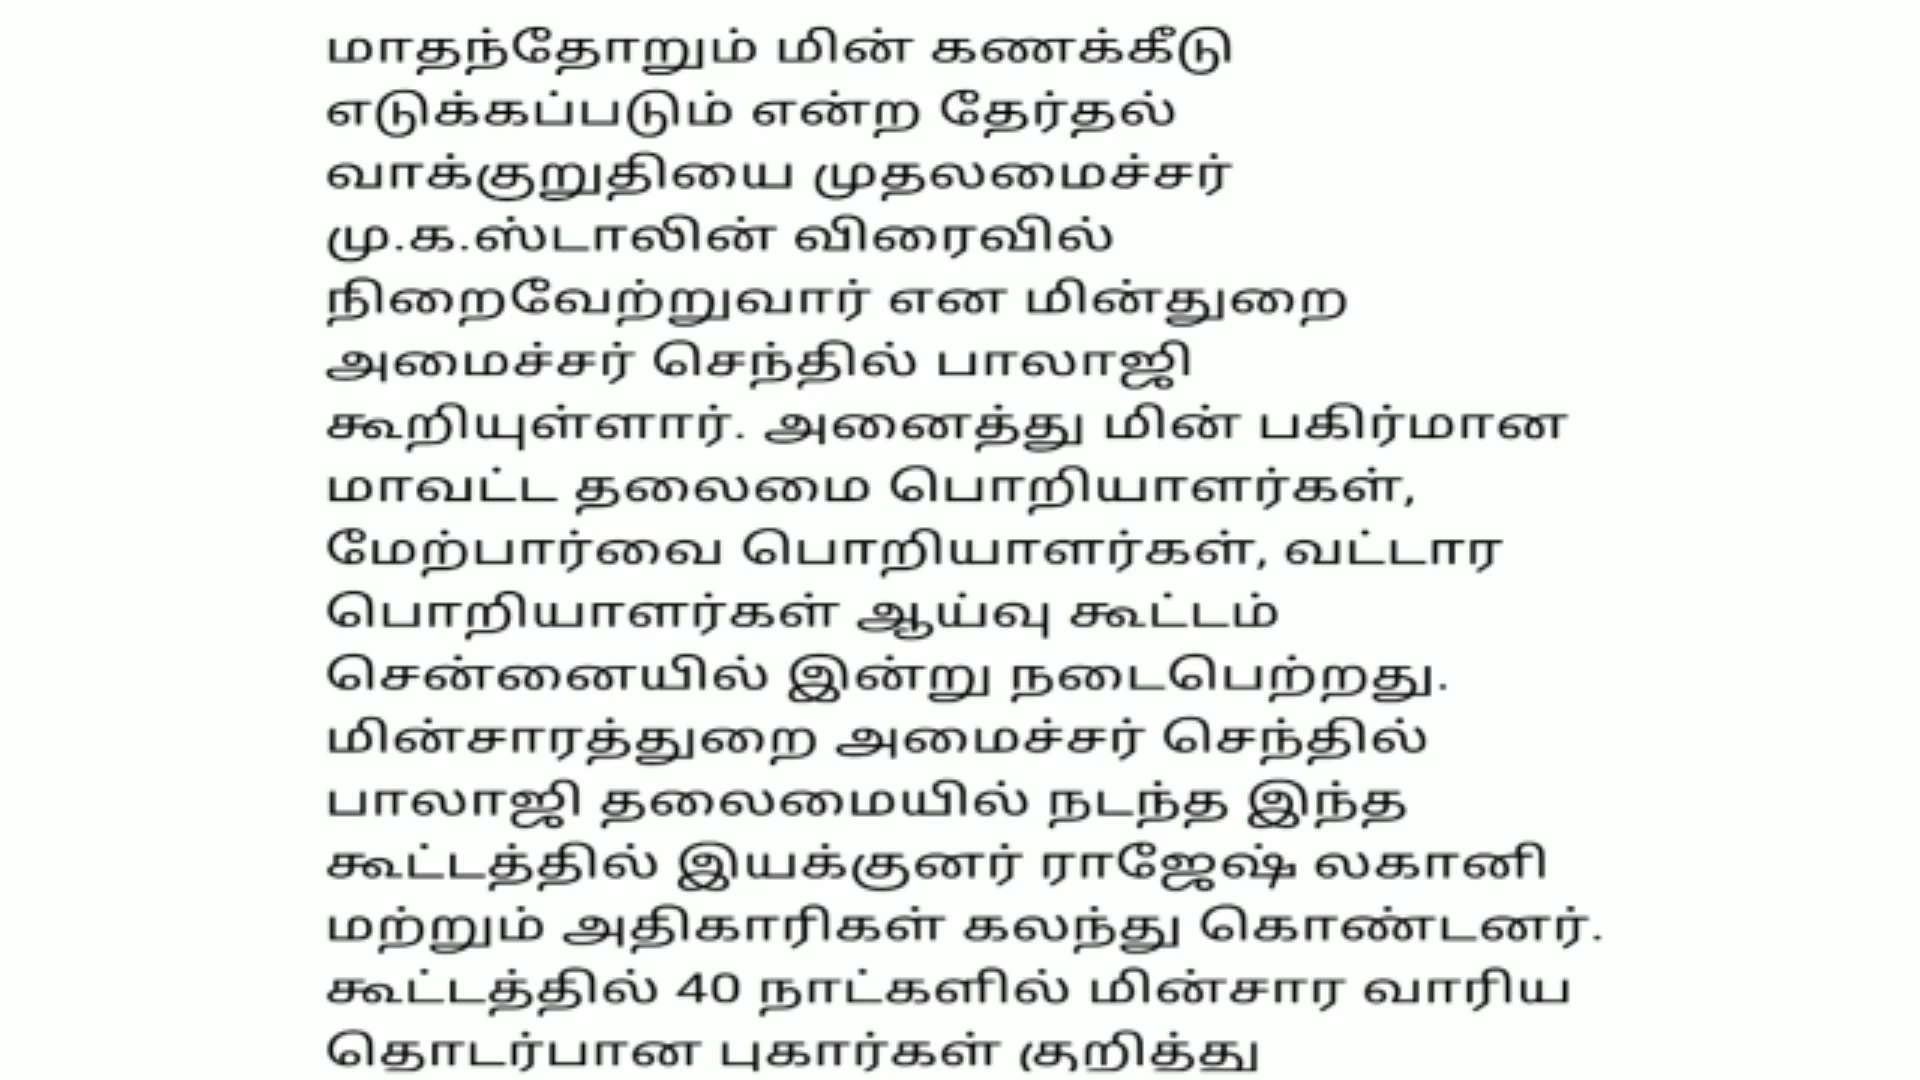 மாதந்தோறும் மின் கணக்கீடு
எடுக்கப்படும் என்ற தேர்தல்
வாக்குறுதியை முதலமைச்சர்
மு.க.ஸ்டாலின் விரைவில்
நிறைவேற்றுவார் என மின்துறை
அமைச்சர் செந்தில் பாலாஜி
கூறியுள்ளார். அனைத்து மின் பகிர்மான
மாவட்ட தலைமை பொறியாளர்கள்,
மேற்பார்வை பொறியாளர்கள், வட்டார
பொறியாளர்கள் ஆய்வு கூட்டம்
சென்னையில் இன்று நடைபெற்றது.
மின்சாரத்துறை அமைச்சர் செந்தில்
பாலாஜி தலைமையில் நடந்த இந்த
கூட்டத்தில் இயக்குனர் ராஜேஷ் லகானி
மற்றும் அதிகாரிகள் கலந்து கொண்டனர்.
கூட்டத்தில் 40 நாட்களில் மின்சார வாரிய
தொடர்பான புகார்கள் குறித்து